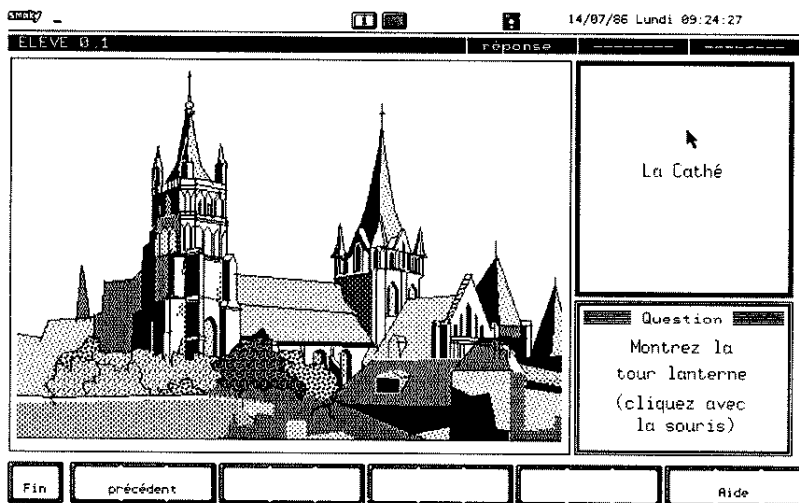 smaky _ 14/07/86 Lundi 09:24:27
ELEVE 0.1 réponse -------- --------
La Cathé
Question
Montrez la
tour lanterne
(cliquez avec
la souris)
Fin précédent Aide